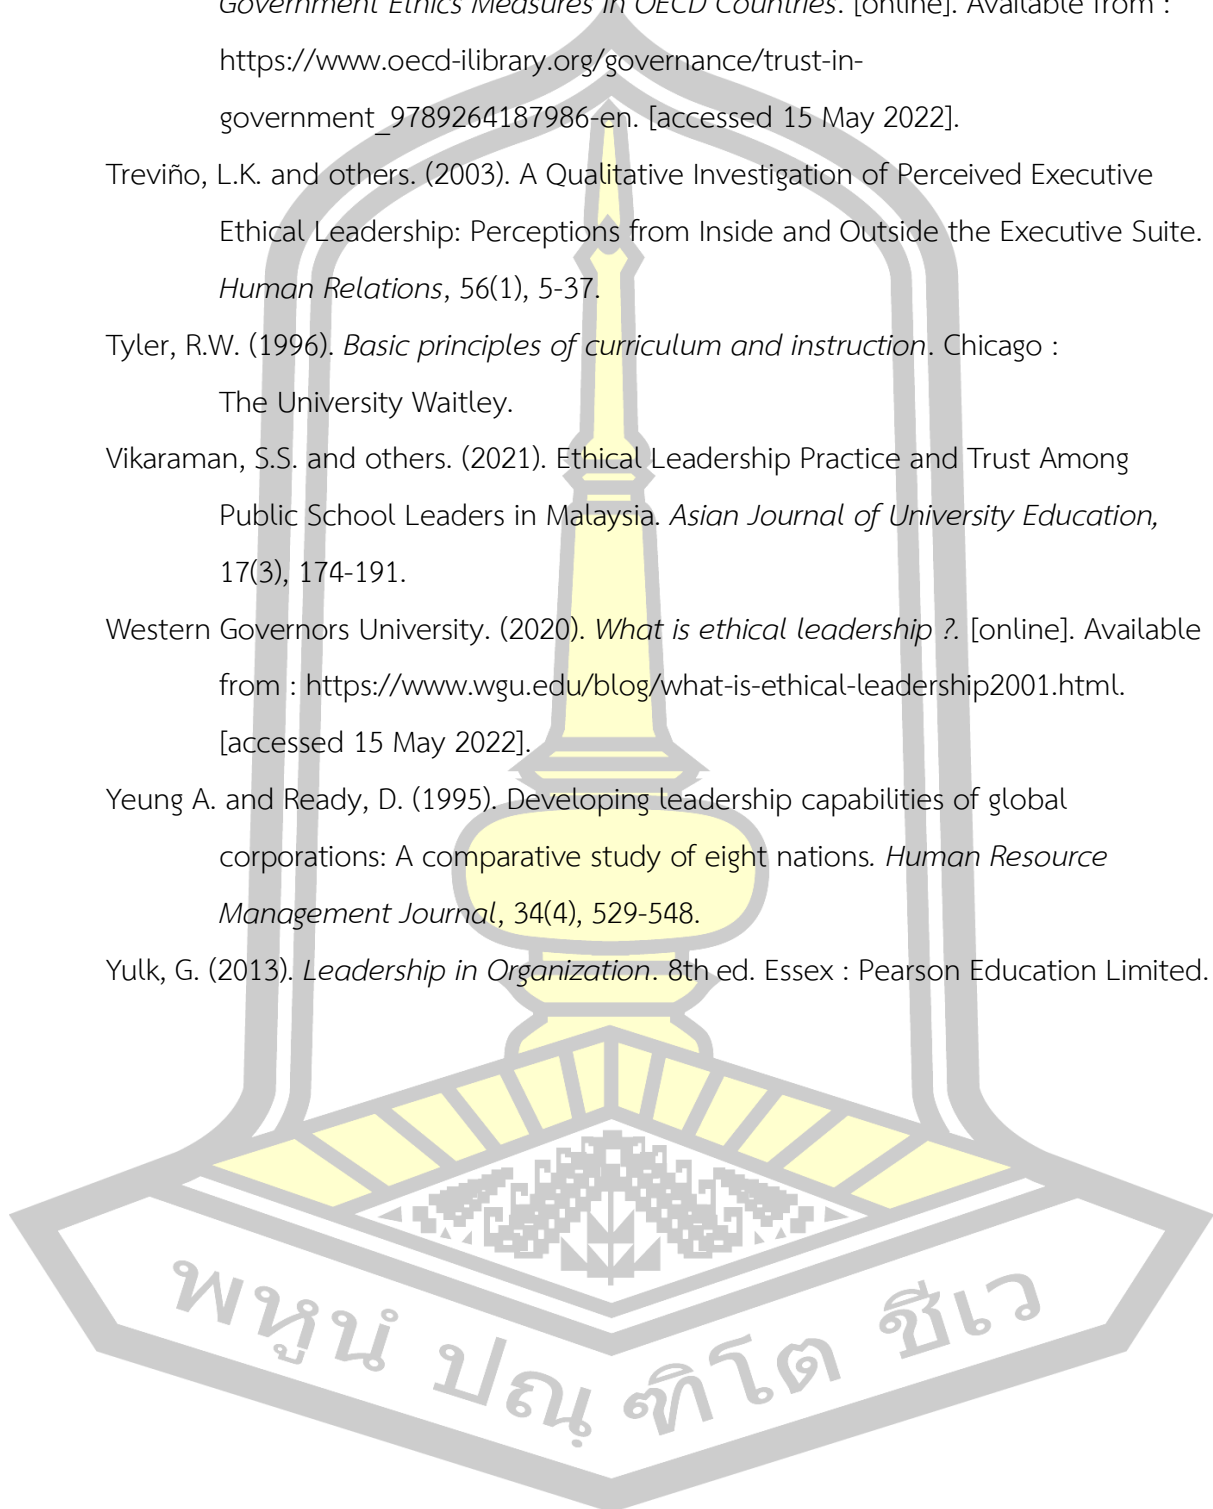 Government Ethics Measures in OECD Countries. [online]. Available from :
https://www.oecd-ilibrary.org/governance/trust-in-
government_9789264187986-en. [accessed 15 May 2022].
Treviño, L.K. and others. (2003). A Qualitative Investigation of Perceived Executive
Ethical Leadership: Perceptions from Inside and Outside the Executive Suite.
Human Relations, 56(1), 5-37.
Tyler, R.W. (1996). Basic principles of curriculum and instruction. Chicago :
The University Waitley.
Vikaraman, S.S. and others. (2021). Ethical Leadership Practice and Trust Among
Public School Leaders in Malaysia. Asian Journal of University Education,
17(3), 174-191.
Western Governors University. (2020). What is ethical leadership ?. [online]. Available
from : https://www.wgu.edu/blog/what-is-ethical-leadership2001.html.
[accessed 15 May 2022].
Yeung A. and Ready, D. (1995). Developing leadership capabilities of global
corporations: A comparative study of eight nations. Human Resource
Management Journal, 34(4), 529-548.
Yulk, G. (2013). Leadership in Organization. 8th ed. Essex : Pearson Education Limited.
พหูนํ ปณฺฑิโต ชีเว